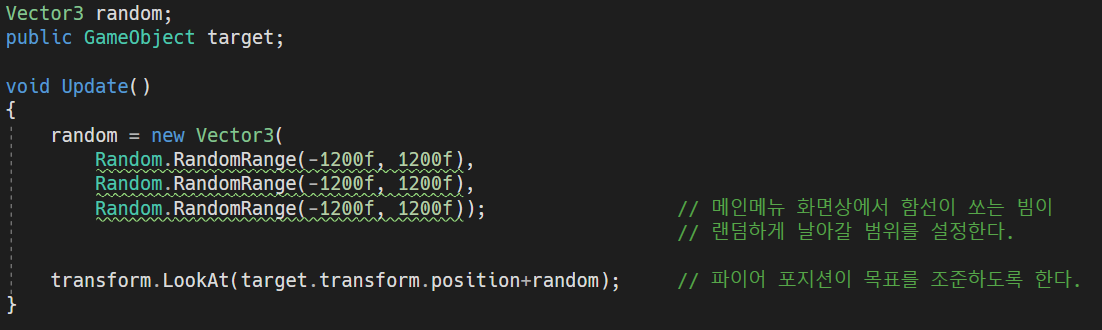 Vector3 random;
public GameObject target;
void Update()
{
random = new Vector3(
Random.RandomRange(-1200f, 1200f),
Random.RandomRange(-1200f, 1200f),
Random.RandomRange(-1200f, 1200f)); // 메인메뉴 화면상에서 함선이 쏘는 빔이
// 랜덤하게 날아갈 범위를 설정한다.
transform.LookAt(target.transform.position+random); // 파이어 포지션이 목표를 조준하도록 한다.
}